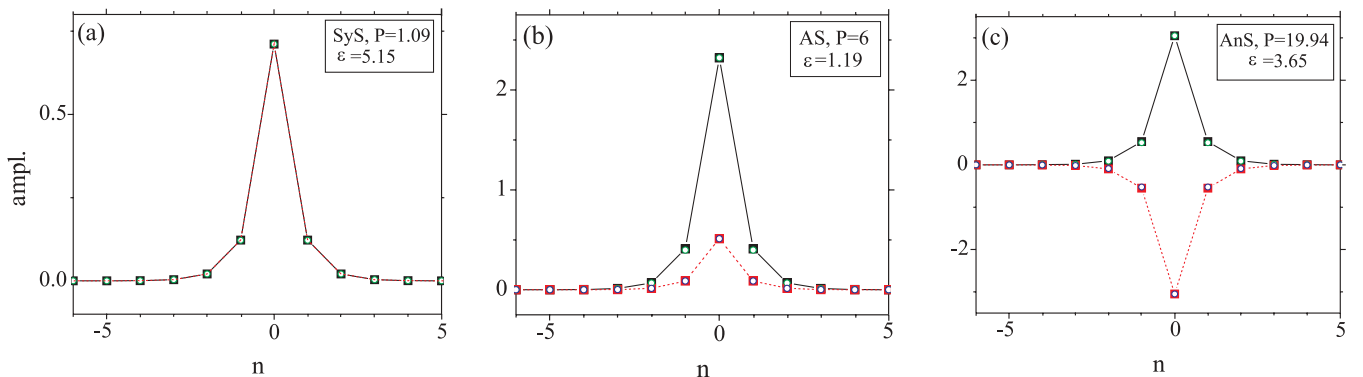 (a)
SyS, P=1.09
ε =5.15
0.5
0.0
ampl.
-5
0
5
n
(b)
AS, P=6
ε =1.19
2
1
0
-5
0
5
n
(c)
AnS, P=19.94
ε =3.65
2
0
-2
-5
0
5
n